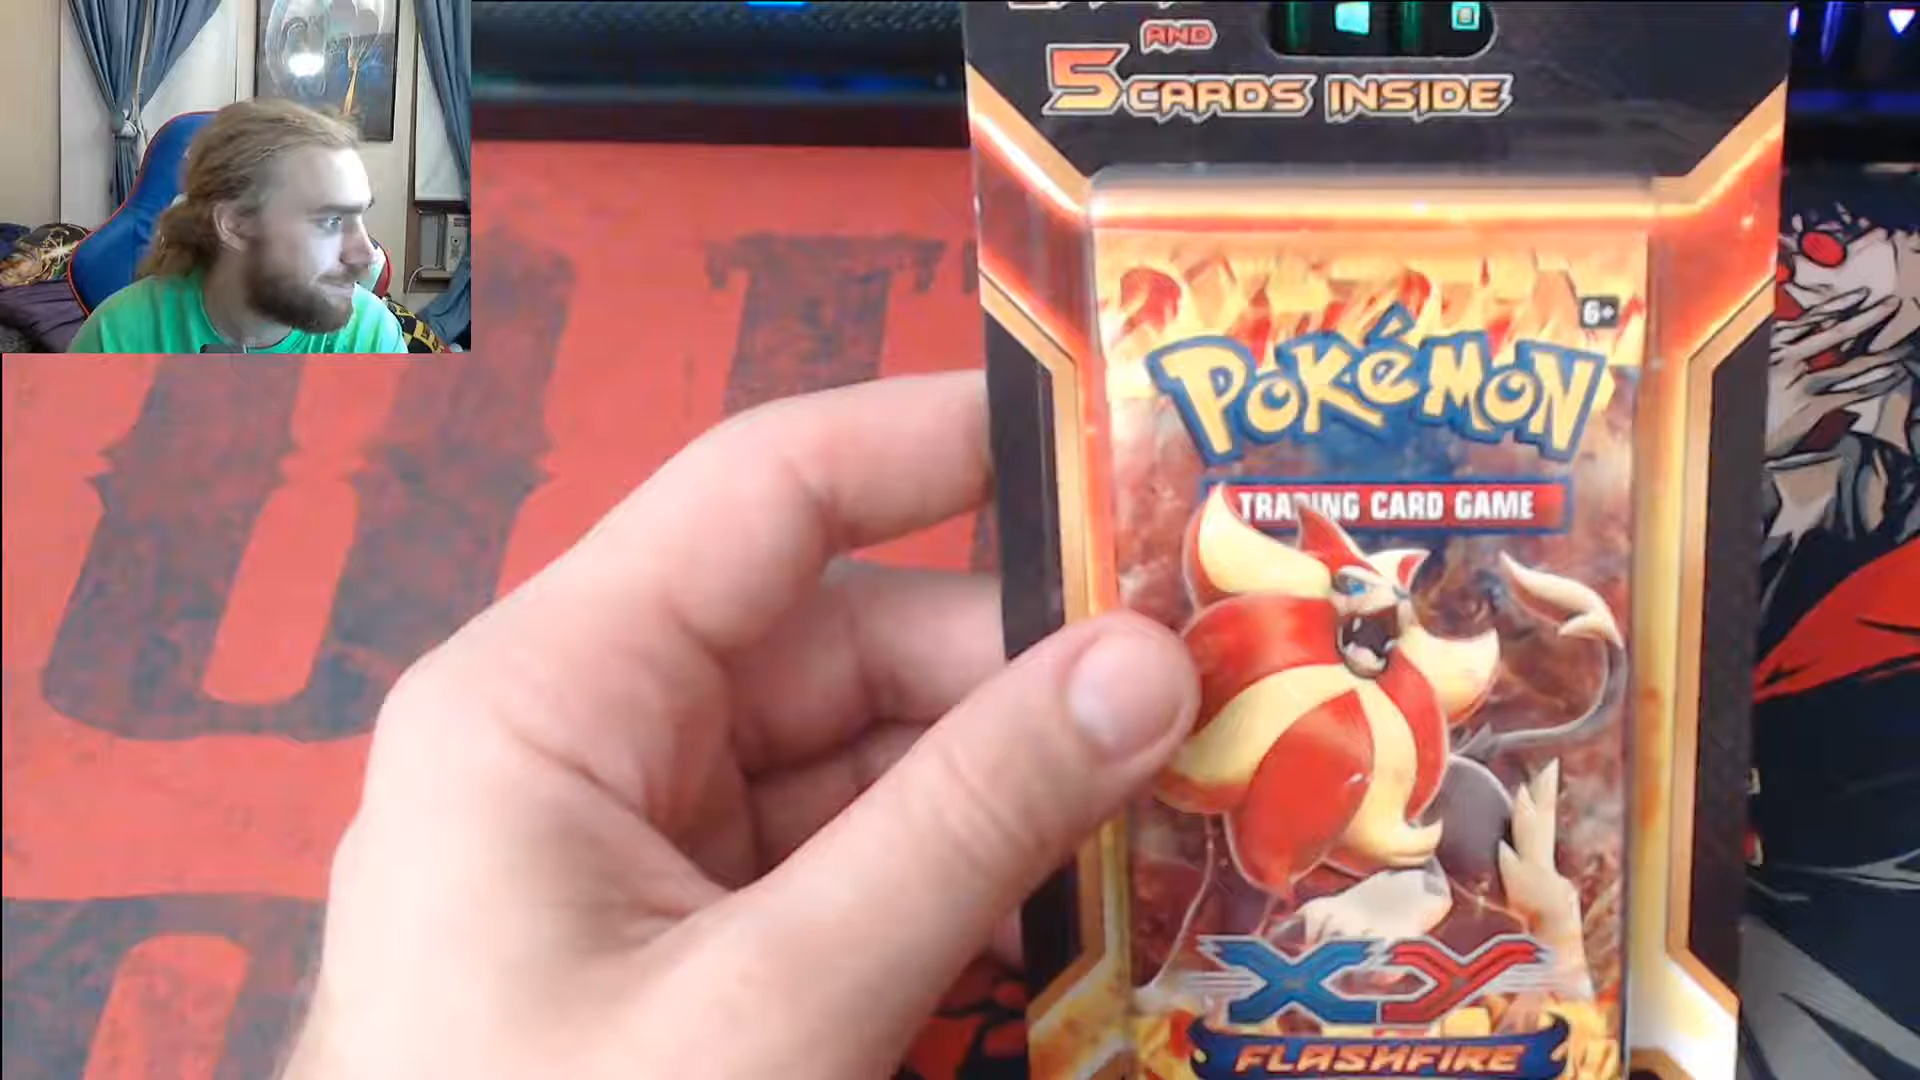 AND
5 CARDS INSIDE
6+
POKéMON
TRADING CARD GAME
XY
FLASHFIRE